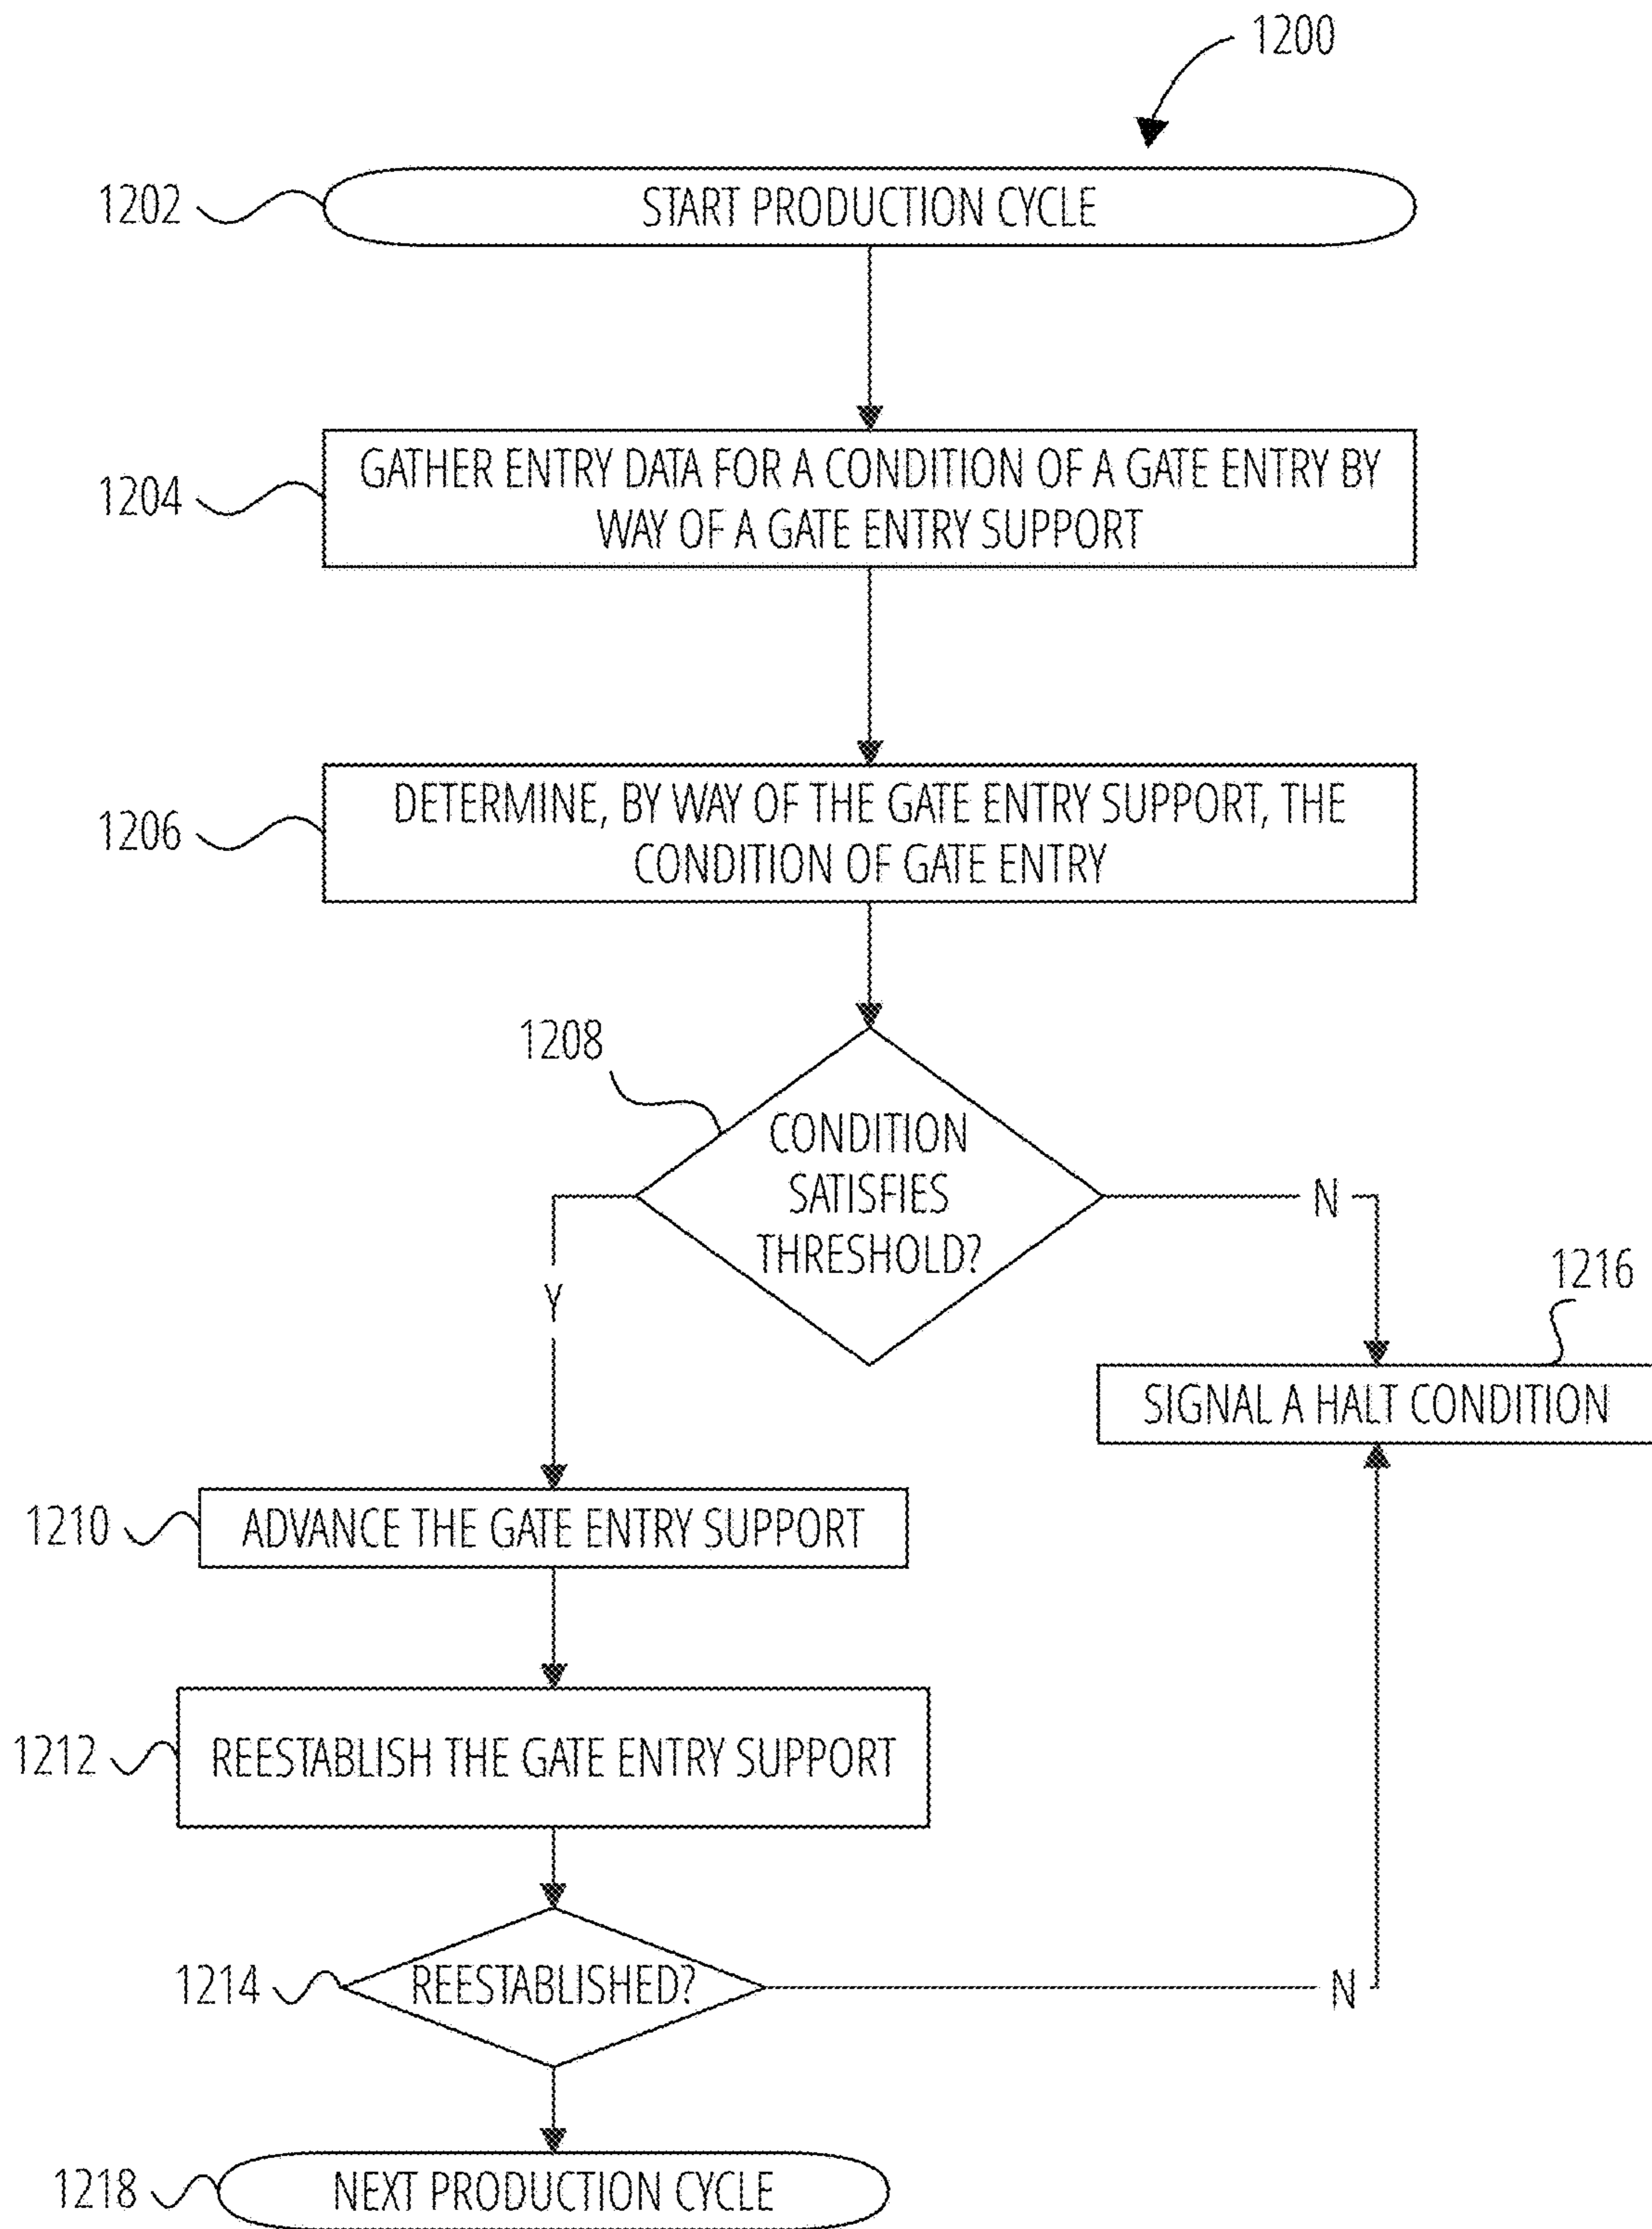 1200
1202
START PRODUCTION CYCLE
1204
GATHER ENTRY DATA FOR A CONDITION OF A GATE ENTRY BY
WAY OF A GATE ENTRY SUPPORT
1206
DETERMINE, BY WAY OF THE GATE ENTRY SUPPORT, THE
CONDITION OF GATE ENTRY
1208
CONDITION
SATISFIES
THRESHOLD?
N
Y
1216
SIGNAL A HALT CONDITION
1210
ADVANCE THE GATE ENTRY SUPPORT
1212
REESTABLISH THE GATE ENTRY SUPPORT
1214
REESTABLISHED?
N
1218
NEXT PRODUCTION CYCLE